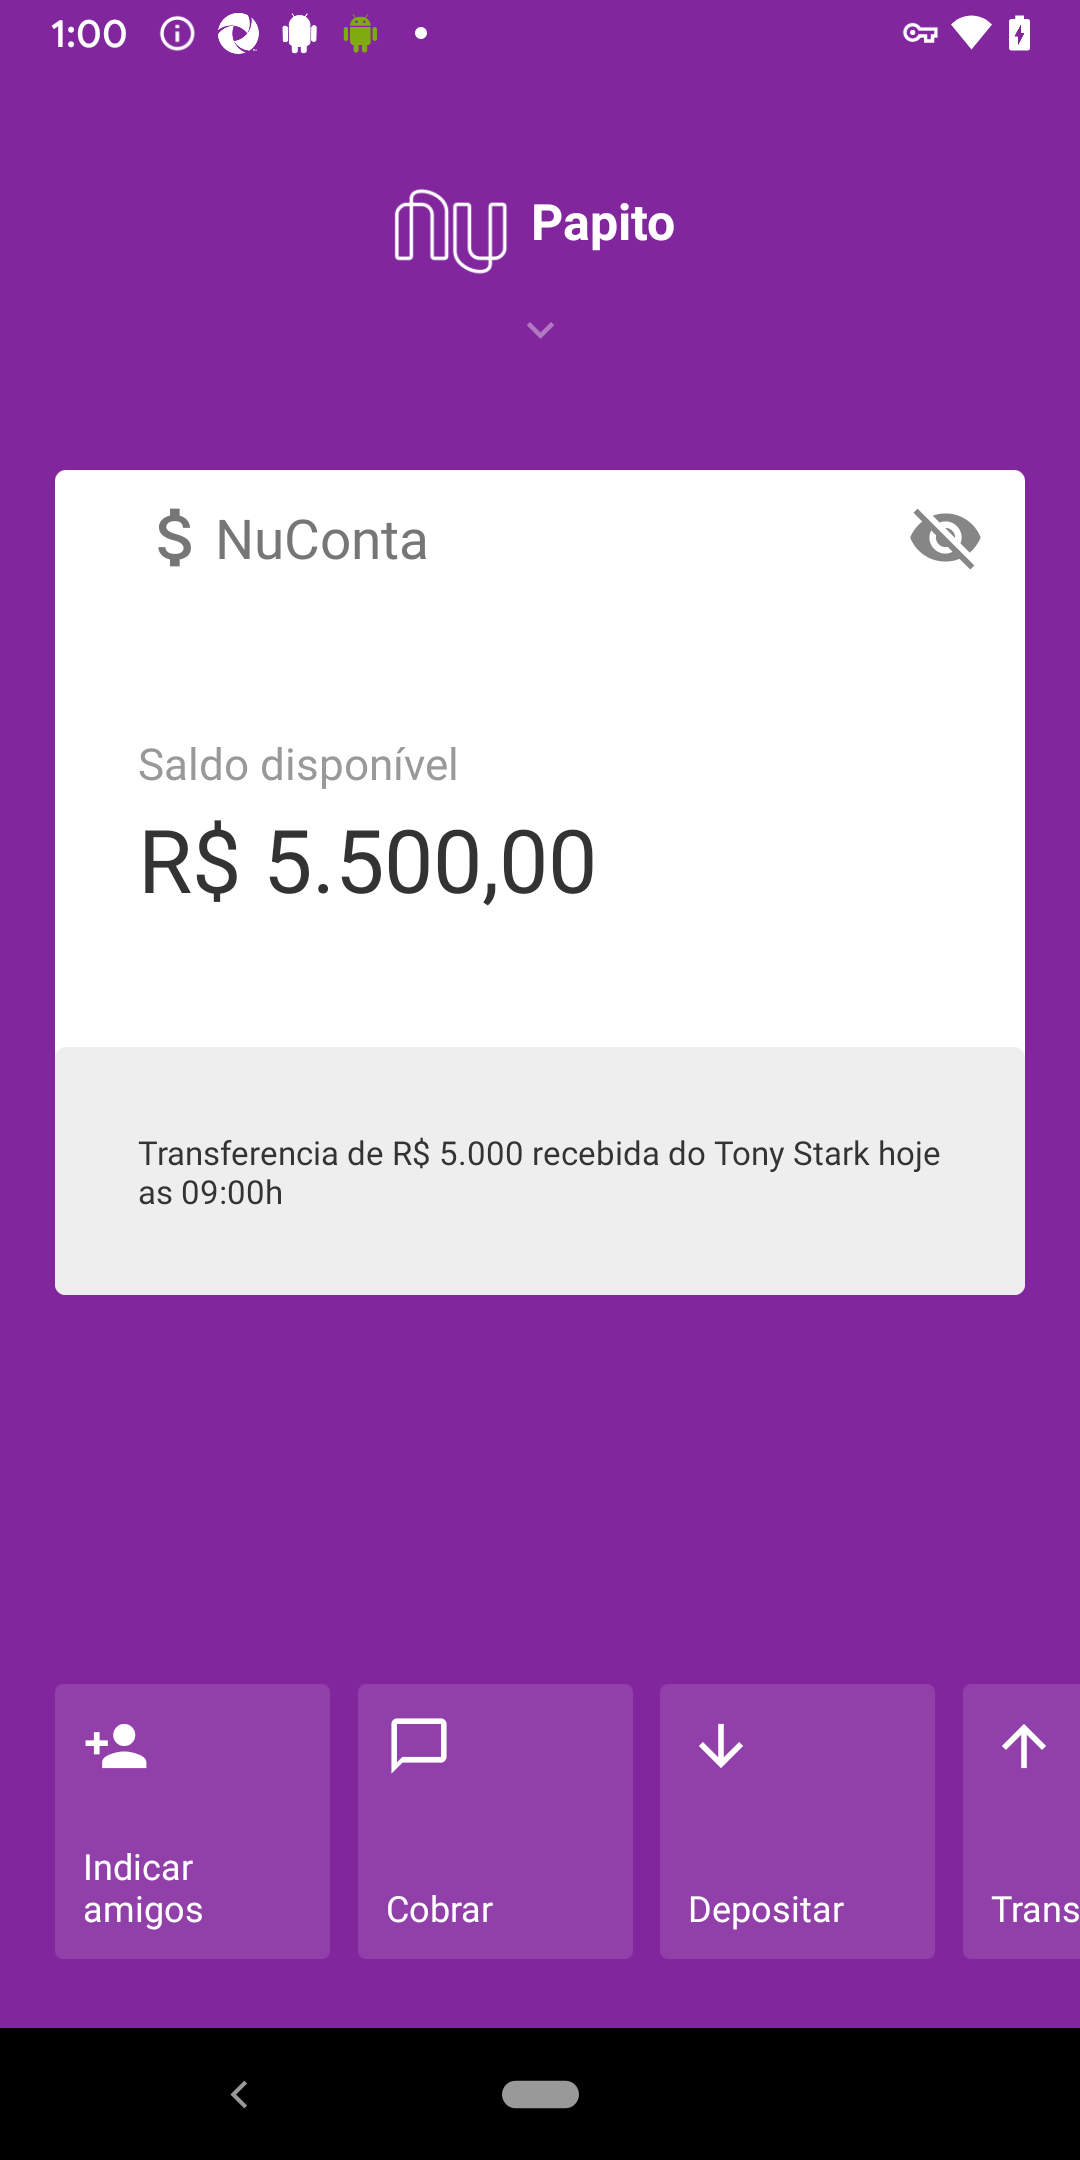 1:00
nu Papito
$ NuConta
Saldo disponível
R$ 5.500,00
Transferencia de R$ 5.000 recebida do Tony Stark hoje
as 09:00h
Indicar
amigos
Cobrar
Depositar
Trans